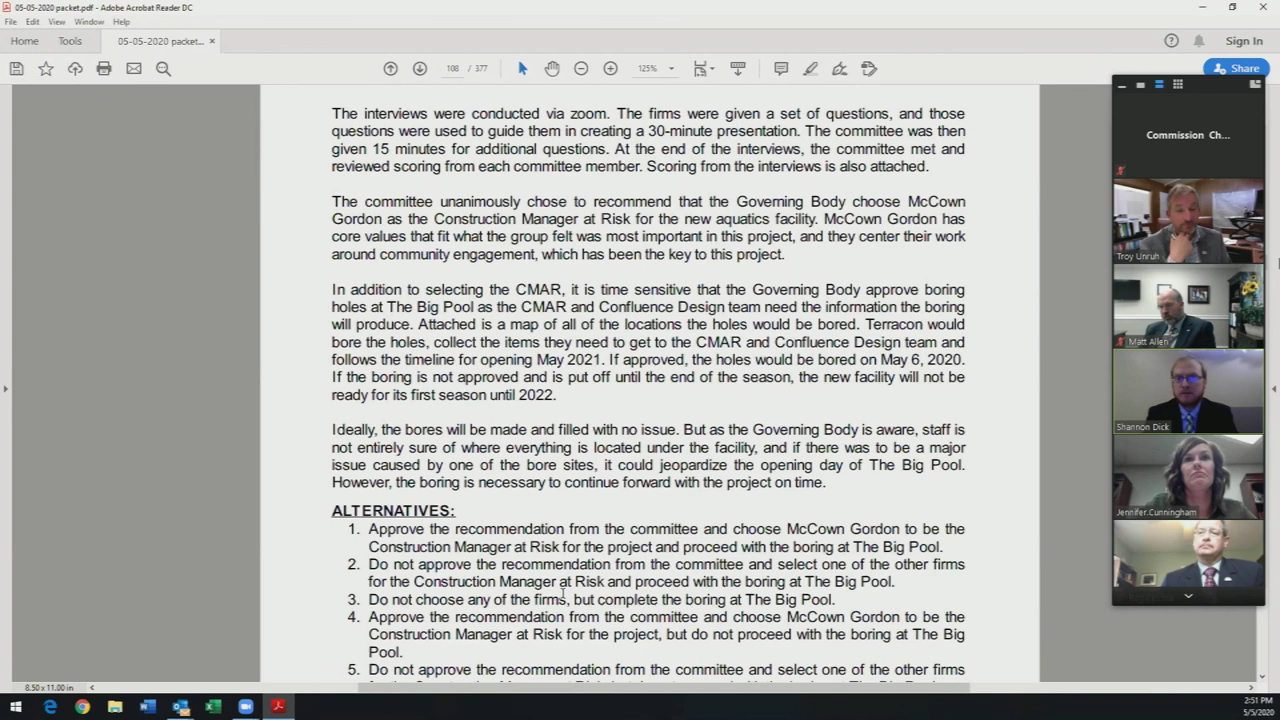 05-05-2020 packet.pdf - Adobe Acrobat Reader DC
File Edit View Window Help
Home Tools 05-05-2020 packet... × Sign In
108 / 377 125% Share
The interviews were conducted via zoom. The firms were given a set of questions, and those
questions were used to guide them in creating a 30-minute presentation. The committee was then
given 15 minutes for additional questions. At the end of the interviews, the committee met and
reviewed scoring from each committee member. Scoring from the interviews is also attached.
The committee unanimously chose to recommend that the Governing Body choose McCown
Gordon as the Construction Manager at Risk for the new aquatics facility. McCown Gordon has
core values that fit what the group felt was most important in this project, and they center their work
around community engagement, which has been the key to this project.
In addition to selecting the CMAR, it is time sensitive that the Governing Body approve boring
holes at The Big Pool as the CMAR and Confluence Design team need the information the boring
will produce. Attached is a map of all of the locations the holes would be bored. Terracon would
bore the holes, collect the items they need to get to the CMAR and Confluence Design team and
follows the timeline for opening May 2021. If approved, the holes would be bored on May 6, 2020.
If the boring is not approved and is put off until the end of the season, the new facility will not be
ready for its first season until 2022.
Ideally, the bores will be made and filled with no issue. But as the Governing Body is aware, staff is
not entirely sure of where everything is located under the facility, and if there was to be a major
issue caused by one of the bore sites, it could jeopardize the opening day of The Big Pool.
However, the boring is necessary to continue forward with the project on time.
ALTERNATIVES:
1. Approve the recommendation from the committee and choose McCown Gordon to be the
Construction Manager at Risk for the project and proceed with the boring at The Big Pool.
2. Do not approve the recommendation from the committee and select one of the other firms
for the Construction Manager at Risk and proceed with the boring at The Big Pool.
3. Do not choose any of the firms, but complete the boring at The Big Pool.
4. Approve the recommendation from the committee and choose McCown Gordon to be the
Construction Manager at Risk for the project, but do not proceed with the boring at The Big
Pool.
5. Do not approve the recommendation from the committee and select one of the other firms
Commission Ch...
Troy Unruh
Matt Allen
Shannon Dick
Jennifer.Cunningham
8.50 x 11.00 in
2:51 PM
5/5/2020